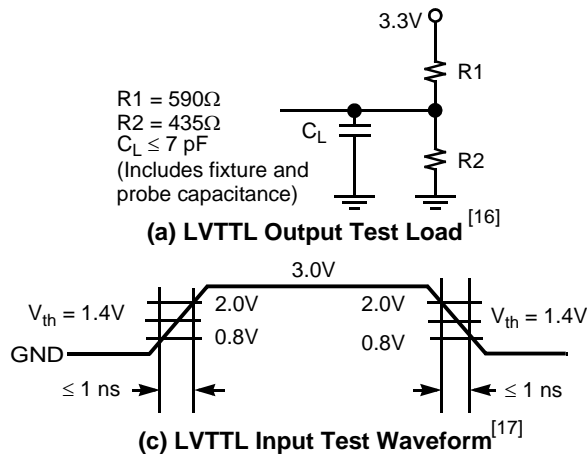 3.3V
R1
R1 = 590Ω
R2 = 435Ω
C_L ≤ 7 pF
(Includes fixture and
probe capacitance)
C_L
R2
(a) LVTTL Output Test Load [16]
3.0V
2.0V
2.0V
V_th = 1.4V
V_th = 1.4V
0.8V
0.8V
GND
≤ 1 ns
≤ 1 ns
(c) LVTTL Input Test Waveform [17]